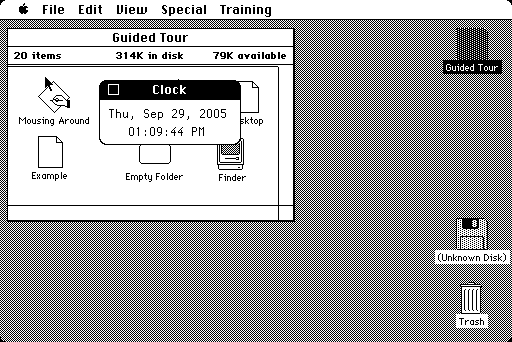 File Edit View Special Training
Guided Tour
20 items 314K in disk 79K available
Clock
Thu, Sep 29, 2005
01:09:44 PM
Mousing Around
Example
Empty Folder
Finder
Guided Tour
(Unknown Disk)
Trash